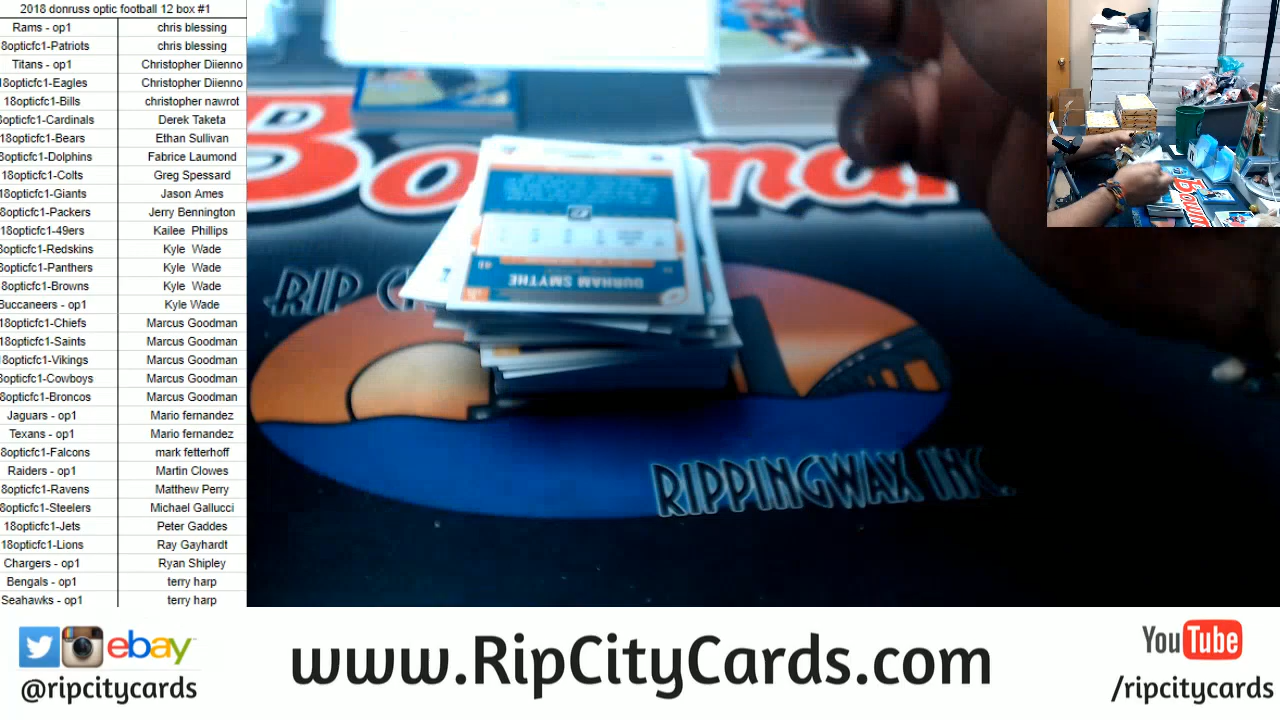 2018 donruss optic football 12 box #1
Rams - op1 chris blessing
8opticfc1-Patriots chris blessing
Titans - op1 Christopher Diienno
18opticfc1-Eagles Christopher Diienno
18opticfc1-Bills christopher nawrot
8opticfc1-Cardinals Derek Taketa
18opticfc1-Bears Ethan Sullivan
8opticfc1-Dolphins Fabrice Laumond
18opticfc1-Colts Greg Spessard
18opticfc1-Giants Jason Ames
8opticfc1-Packers Jerry Bennington
18opticfc1-49ers Kailee Phillips
8opticfc1-Redskins Kyle Wade
8opticfc1-Panthers Kyle Wade
8opticfc1-Browns Kyle Wade
Buccaneers - op1 Kyle Wade
18opticfc1-Chiefs Marcus Goodman
18opticfc1-Saints Marcus Goodman
18opticfc1-Vikings Marcus Goodman
8opticfc1-Cowboys Marcus Goodman
8opticfc1-Broncos Marcus Goodman
Jaguars - op1 Mario fernandez
Texans - op1 Mario fernandez
8opticfc1-Falcons mark fetterhoff
Raiders - op1 Martin Clowes
8opticfc1-Ravens Matthew Perry
8opticfc1-Steelers Michael Gallucci
18opticfc1-Jets Peter Gaddes
18opticfc1-Lions Ray Gayhardt
Chargers - op1 Ryan Shipley
Bengals - op1 terry harp
Seahawks - op1 terry harp
DURHAM SMYTHE
RIP
RIPPINGWAX INC.
ebay
@ripcitycards
www.RipCityCards.com
YouTube
/ripcitycards